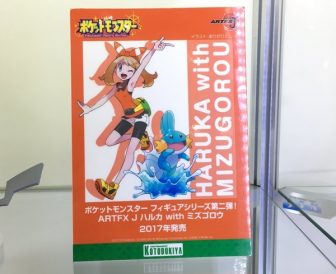 ポケットモンスター
ARTFX J
HARUKA with
MIZUGOROU
ポケットモンスター フィギュアシリーズ第二弾!
ARTFX J ハルカ with ミズゴロウ
2017年発売
KOTOBUKIYA